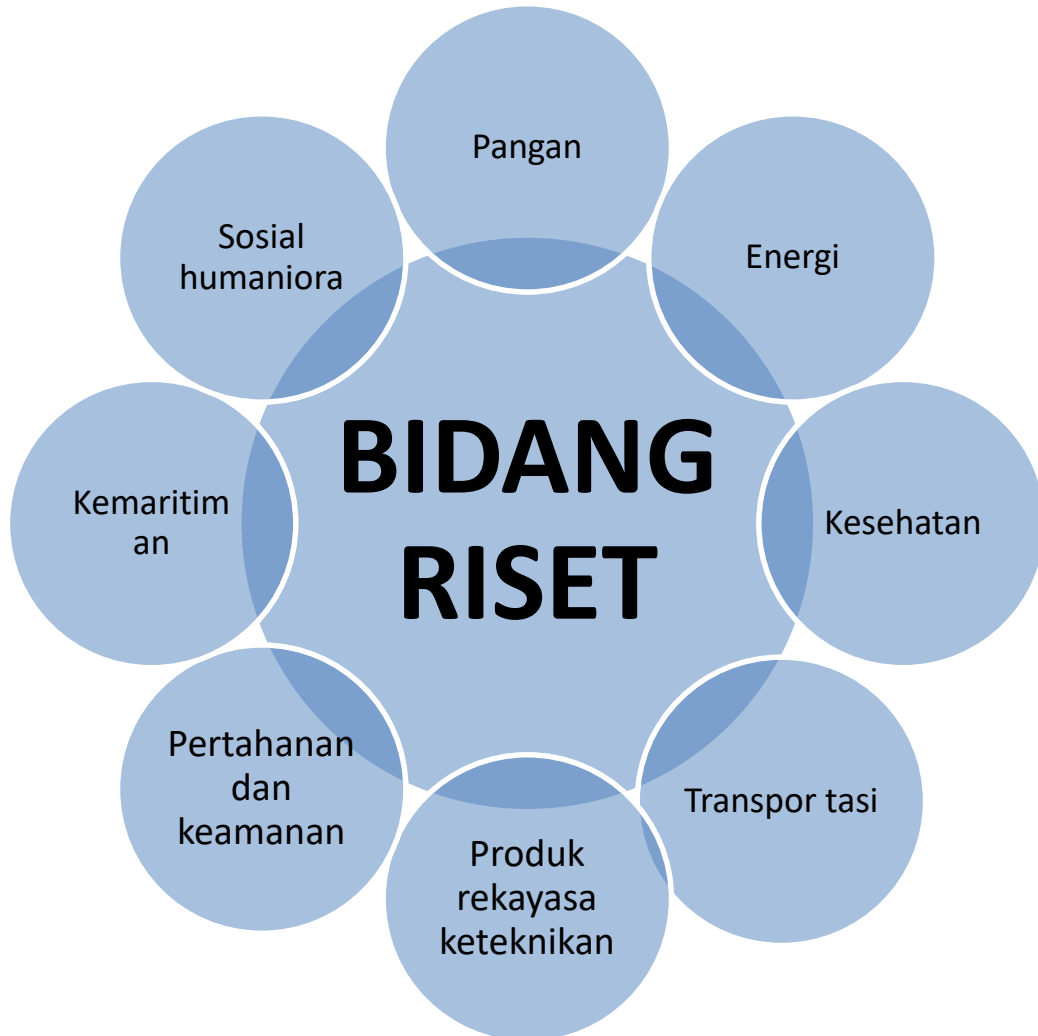 Pangan
Energi
Kesehatan
Transpor tasi
Produk
rekayasa
keteknikan
Pertahanan
dan
keamanan
Kemaritim
an
Sosial
humaniora
BIDANG
RISET